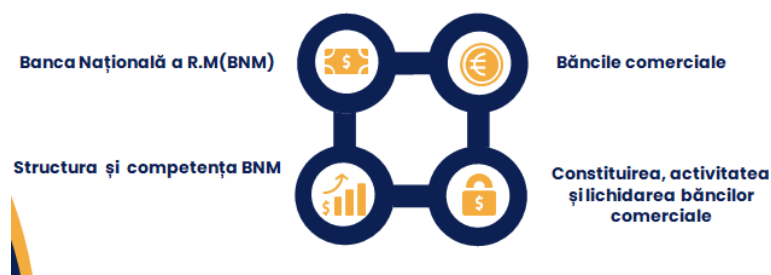 Banca Națională a R.M(BNM)
Băncile comerciale
Structura și competența BNM
Constituirea, activitatea
și lichidarea băncilor
comerciale